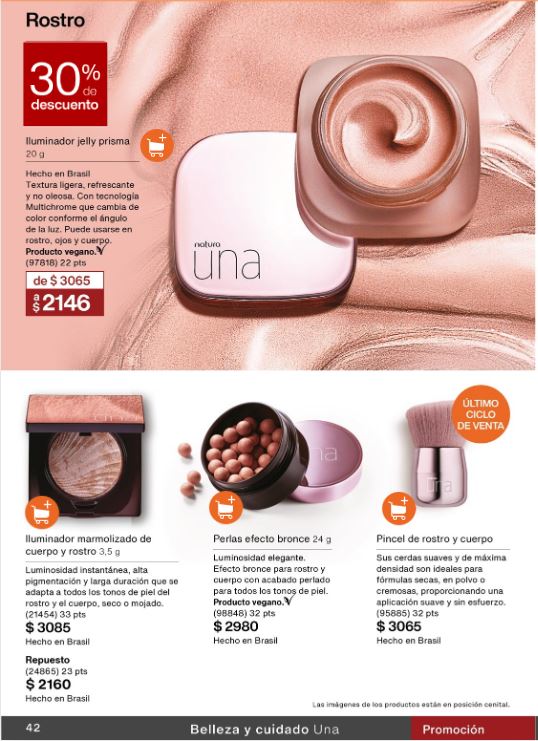 Rostro
30%
de
descuento
Iluminador jelly prisma
20 g
Hecho en Brasil
Textura ligera, refrescante
y no oleosa. Con tecnología
Multichrome que cambia de
color conforme el ángulo
de la luz. Puede usarse en
rostro, ojos y cuerpo.
Producto vegano.
(97818) 22 pts
de $ 3065
a $ 2146
natura
una
ÚLTIMO
CICLO
DE VENTA
una
Iluminador marmolizado de
cuerpo y rostro 3,5 g
Luminosidad instantánea, alta
pigmentación y larga duración que se
adapta a todos los tonos de piel del
rostro y el cuerpo, seco o mojado.
(21454) 33 pts
$ 3085
Hecho en Brasil
Repuesto
(24865) 23 pts
$ 2160
Hecho en Brasil
Perlas efecto bronce 24 g
Luminosidad elegante.
Efecto bronce para rostro y
cuerpo con acabado perlado
para todos los tonos de piel.
Producto vegano.
(98848) 32 pts
$ 2980
Hecho en Brasil
Pincel de rostro y cuerpo
Sus cerdas suaves y de máxima
densidad son ideales para
fórmulas secas, en polvo o
cremosas, proporcionando una
aplicación suave y sin esfuerzo.
(95885) 32 pts
$ 3065
Hecho en Brasil
Las imágenes de los productos están en posición cenital.
42
Belleza y cuidado Una
Promoción